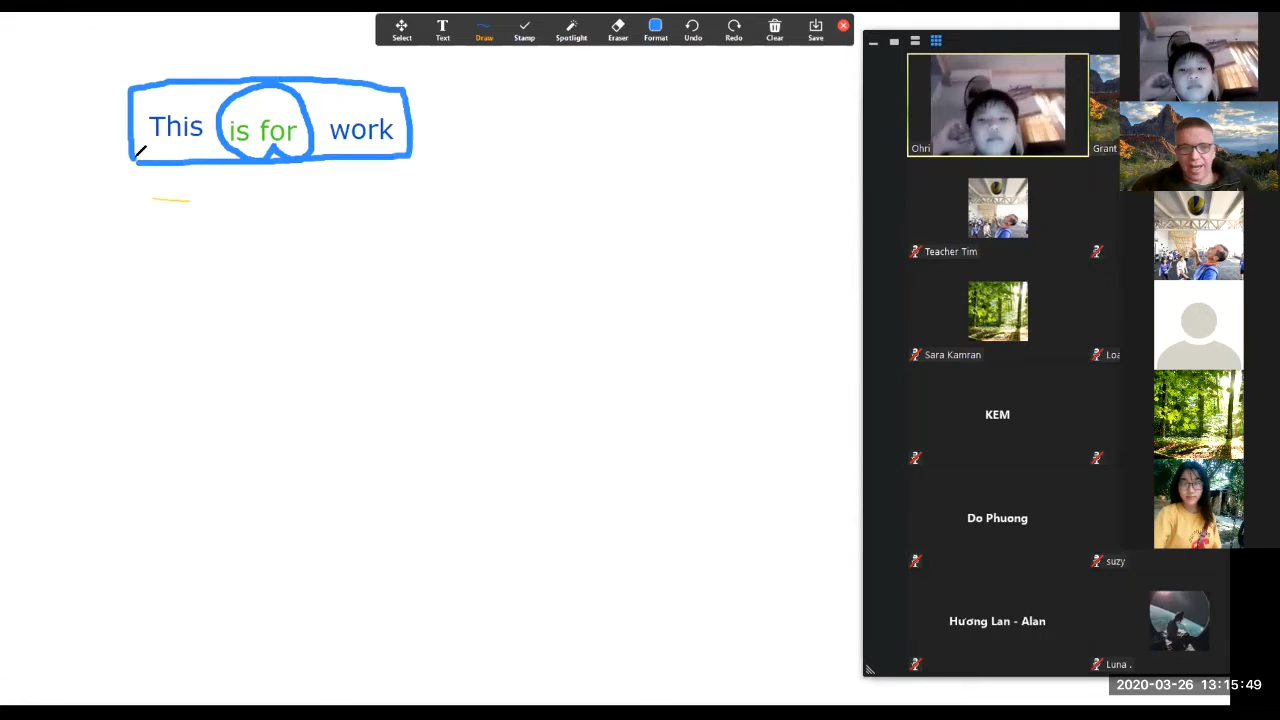 Select Text Draw Stamp Spotlight Eraser Format Undo Redo Clear Save
This is for work
Ohri
Grant
Teacher Tim
Sara Kamran
Loa
KEM
Do Phuong
suzy
Hương Lan - Alan
Luna .
2020-03-26 13:15:49